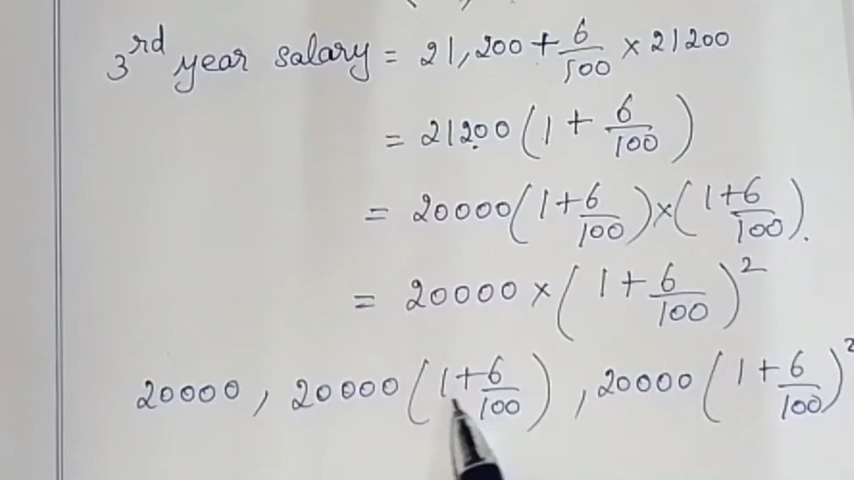 3rd year salary = 21,200 + 6/100 × 21200
= 21200 (1 + 6/100)
= 20000 (1 + 6/100) × (1 + 6/100).
= 20000 × (1 + 6/100)²
20000, 20000 (1 + 6/100), 20000 (1 + 6/100)²